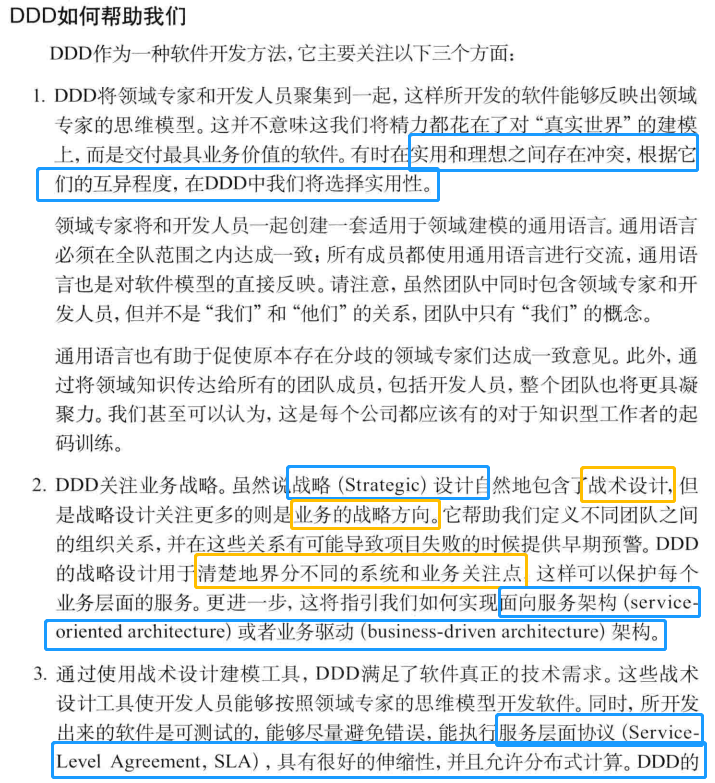 DDD如何帮助我们
DDD作为一种软件开发方法，它主要关注以下三个方面：
1. DDD将领域专家和开发人员聚集到一起，这样所开发的软件能够反映出领域
专家的思维模型。这并不意味这我们将精力都花在了对“真实世界”的建模
上，而是交付最具业务价值的软件。有时在实用和理想之间存在冲突，根据它
们的互异程度，在DDD中我们将选择实用性。
领域专家将和开发人员一起创建一套适用于领域建模的通用语言。通用语言
必须在全队范围之内达成一致；所有成员都使用通用语言进行交流，通用语
言也是对软件模型的直接反映。请注意，虽然团队中同时包含领域专家和开
发人员，但并不是“我们”和“他们”的关系，团队中只有“我们”的概念。
通用语言也有助于促使原本存在分歧的领域专家们达成一致意见。此外，通
过将领域知识传达给所有的团队成员，包括开发人员，整个团队也将更具凝
聚力。我们甚至可以认为，这是每个公司都应该有的对于知识型工作者的起
码训练。
2. DDD关注业务战略。虽然说战略（Strategic）设计自然地包含了战术设计，但
是战略设计关注更多的则是业务的战略方向。它帮助我们定义不同团队之间
的组织关系，并在这些关系有可能导致项目失败的时候提供早期预警。DDD
的战略设计用于清楚地界分不同的系统和业务关注点，这样可以保护每个
业务层面的服务。更进一步，这将指引我们如何实现面向服务架构（service-
oriented architecture）或者业务驱动（business-driven architecture）架构。
3. 通过使用战术设计建模工具，DDD满足了软件真正的技术需求。这些战术
设计工具使开发人员能够按照领域专家的思维模型开发软件。同时，所开发
出来的软件是可测试的，能够尽量避免错误，能执行服务层面协议（Service-
Level Agreement, SLA），具有很好的伸缩性，并且允许分布式计算。DDD的